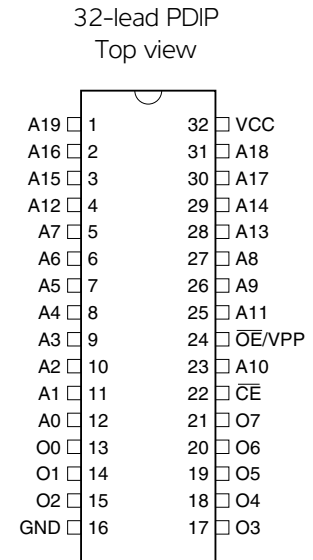 32-lead PDIP
Top view
A19 1 32 VCC
A16 2 31 A18
A15 3 30 A17
A12 4 29 A14
A7 5 28 A13
A6 6 27 A8
A5 7 26 A9
A4 8 25 A11
A3 9 24 OE/VPP
A2 10 23 A10
A1 11 22 CE
A0 12 21 O7
O0 13 20 O6
O1 14 19 O5
O2 15 18 O4
GND 16 17 O3